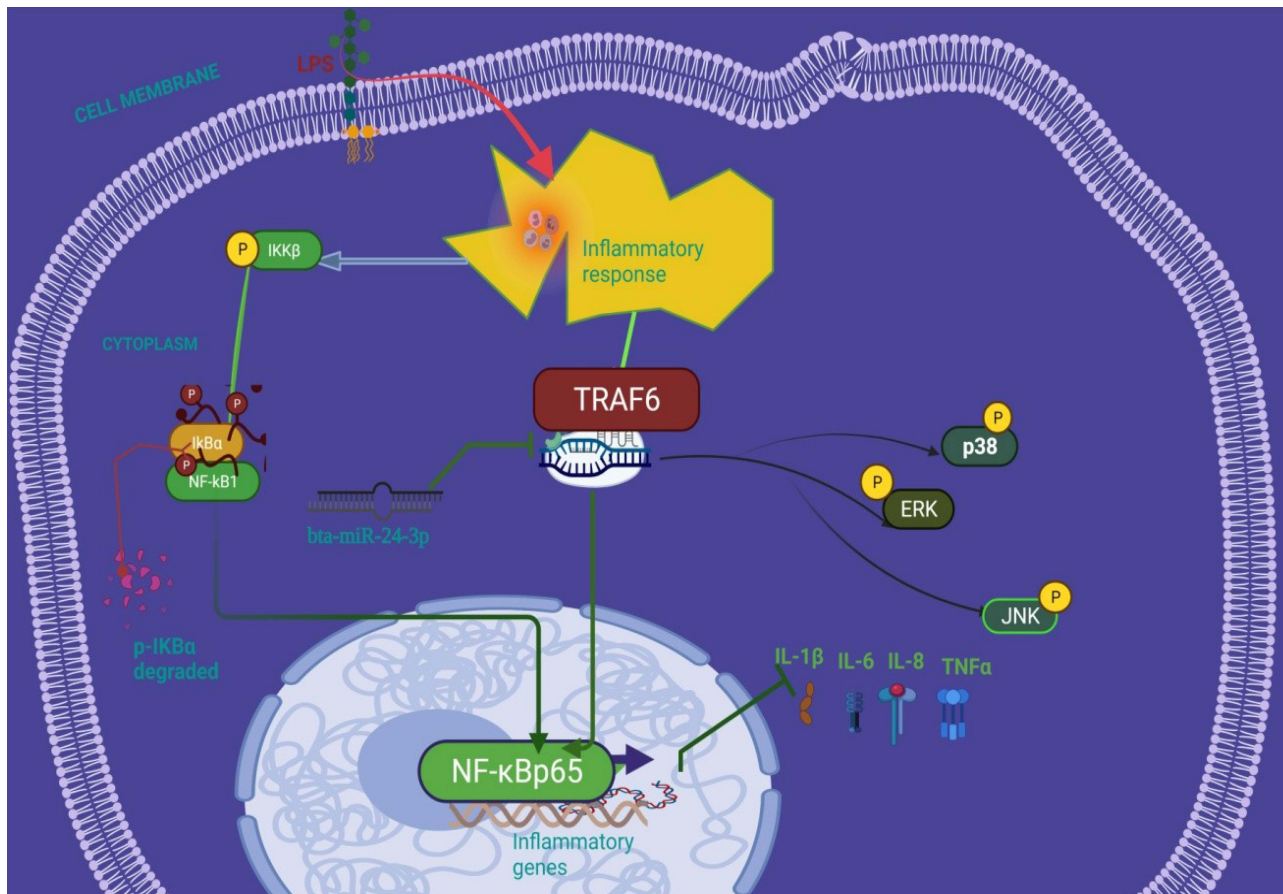 LPS
CELL MEMBRANE
P
IKKβ
Inflammatory
response
CYTOPLASM
TRAF6
P
P
P
p38
IkBα
P
NF-kB1
P
ERK
bta-miR-24-3p
P
JNK
p-IKBα
degraded
IL-1β
IL-6
IL-8
TNFα
NF-κBp65
Inflammatory
genes